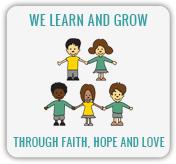 WE LEARN AND GROW
THROUGH FAITH, HOPE AND LOVE